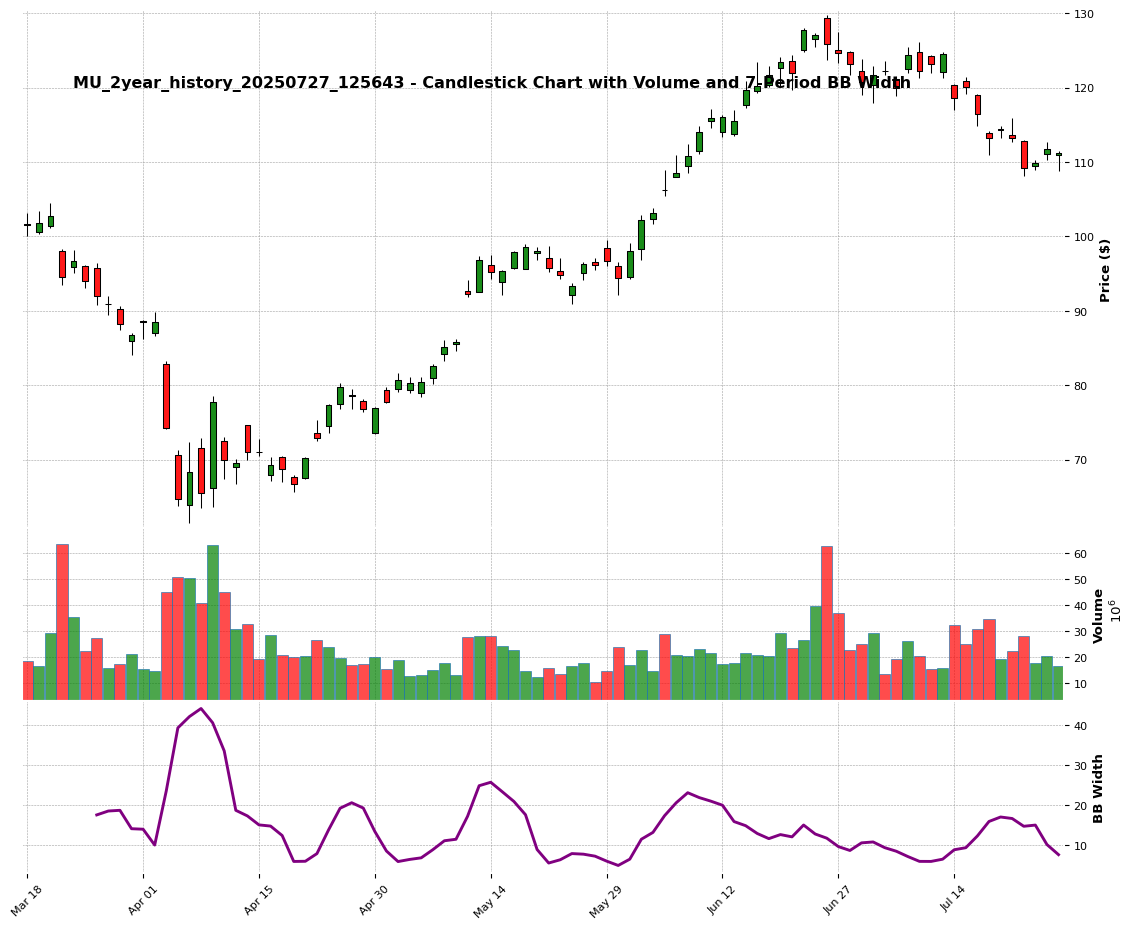 MU_2year_history_20250727_125643 - Candlestick Chart with Volume and 7-Period BB Width
130
120
110
100
90
80
70
Price ($)
60
50
40
30
20
10
Volume
10^6
40
30
20
10
BB Width
Mar 18
Apr 01
Apr 15
Apr 30
May 14
May 29
Jun 12
Jun 27
Jul 14